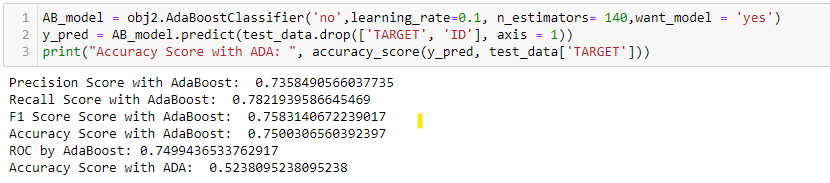 1 AB_model = obj2.AdaBoostClassifier('no',learning_rate=0.1, n_estimators= 140,want_model = 'yes')
2 y_pred = AB_model.predict(test_data.drop(['TARGET', 'ID'], axis = 1))
3 print("Accuracy Score with ADA: ", accuracy_score(y_pred, test_data['TARGET']))
Precision Score with AdaBoost:  0.7358490566037735
Recall Score with AdaBoost:  0.7821939586645469
F1 Score Score with AdaBoost:  0.7583140672239017
Accuracy Score with AdaBoost:  0.7500306560392397
ROC by AdaBoost: 0.7499436533762917
Accuracy Score with ADA:  0.5238095238095238